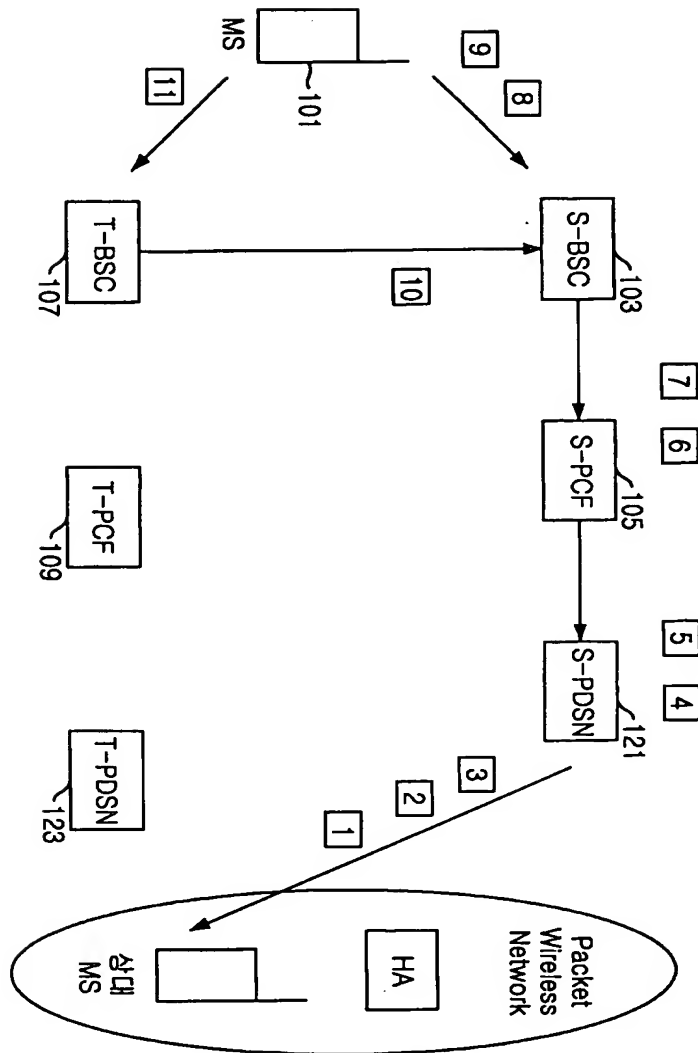 7 6 5 4
103 105 121
S-BSC S-PCF S-PDSN
Packet
Wireless
Network
8
9
3
2
10
HA
1
101
MS
11
상대
MS
T-BSC T-PCF T-PDSN
107 109 123